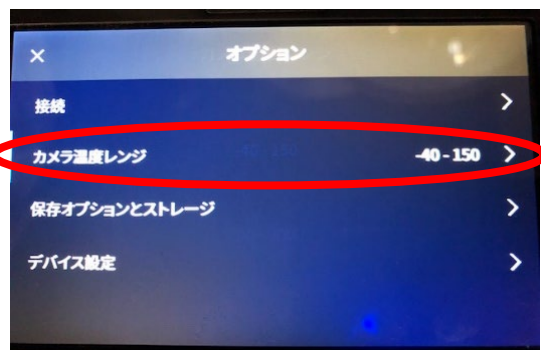 × オプション
接続 >
カメラ温度レンジ -40 - 150 >
保存オプションとストレージ >
デバイス設定 >